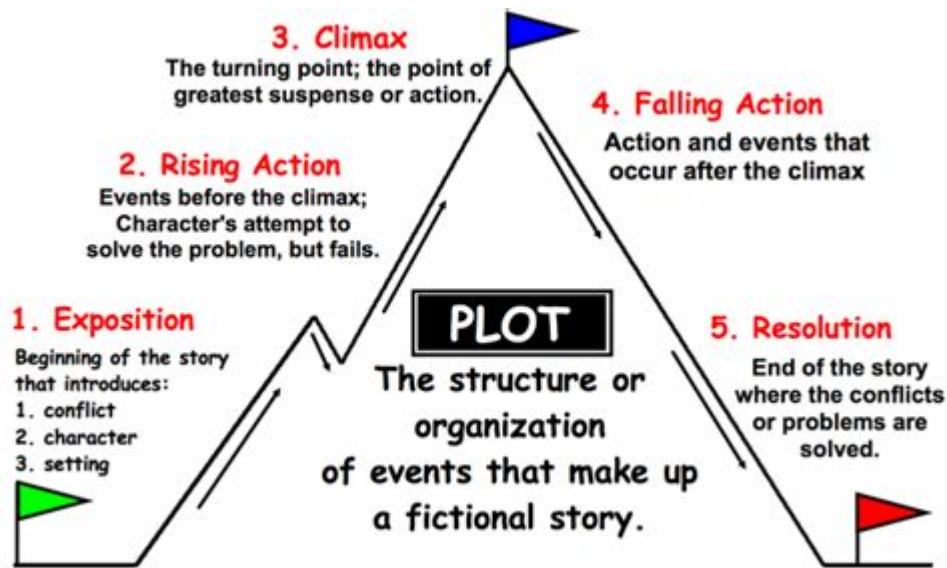 3. Climax
The turning point; the point of
greatest suspense or action.
2. Rising Action
Events before the climax;
Character's attempt to
solve the problem, but fails.
1. Exposition
Beginning of the story
that introduces:
1. conflict
2. character
3. setting
PLOT
The structure or
organization
of events that make up
a fictional story.
4. Falling Action
Action and events that
occur after the climax
5. Resolution
End of the story
where the conflicts
or problems are
solved.